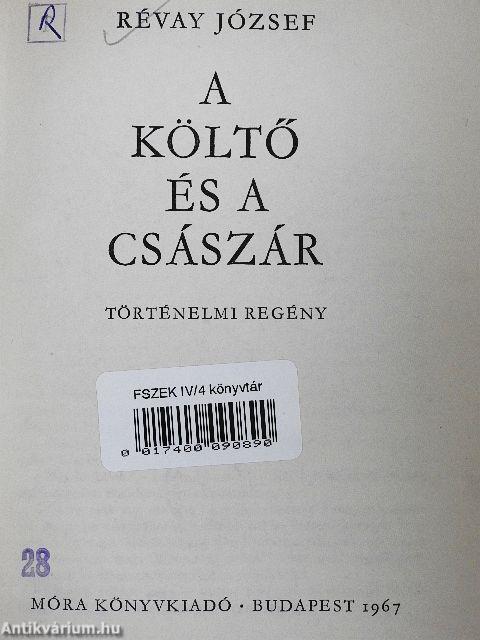 R
RÉVAY JÓZSEF
A
KÖLTŐ
ÉS A
CSÁSZÁR
TÖRTÉNELMI REGÉNY
FSZEK IV/4 könyvtár
0 017400 090890
28
MÓRA KÖNYVKIADÓ · BUDAPEST 1967
Antikvárium.hu